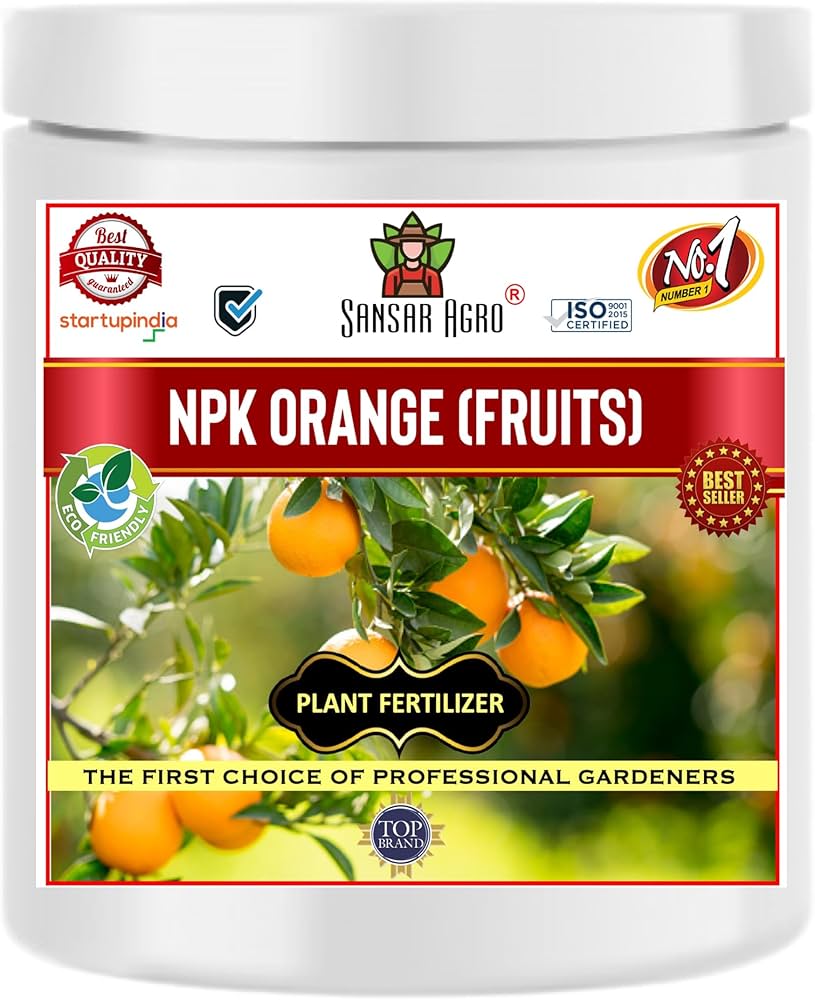 Best
QUALITY
guaranteed
startupindia
SANSAR AGRO®
ISO 9001
2015
CERTIFIED
No.1
NUMBER 1
NPK ORANGE (FRUITS)
ECO FRIENDLY
BEST
SELLER
PLANT FERTILIZER
THE FIRST CHOICE OF PROFESSIONAL GARDENERS
TOP
BRAND